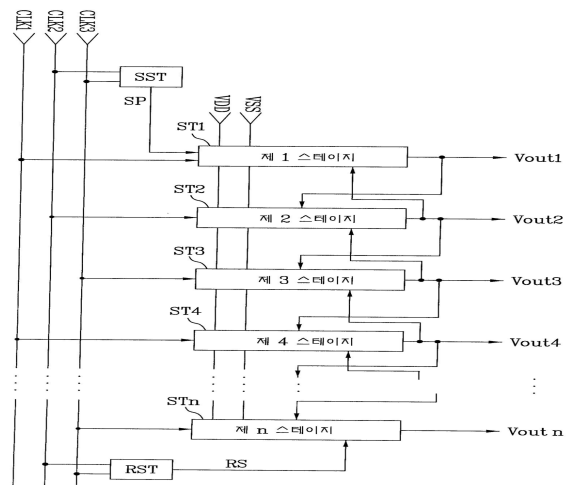 CLK1
CLK2
CLK3
SST
SP
VDD
VSS
ST1
제 1 스테이지
Vout1
ST2
제 2 스테이지
Vout2
ST3
제 3 스테이지
Vout3
ST4
제 4 스테이지
Vout4
STn
제 n 스테이지
Vout n
RST
RS